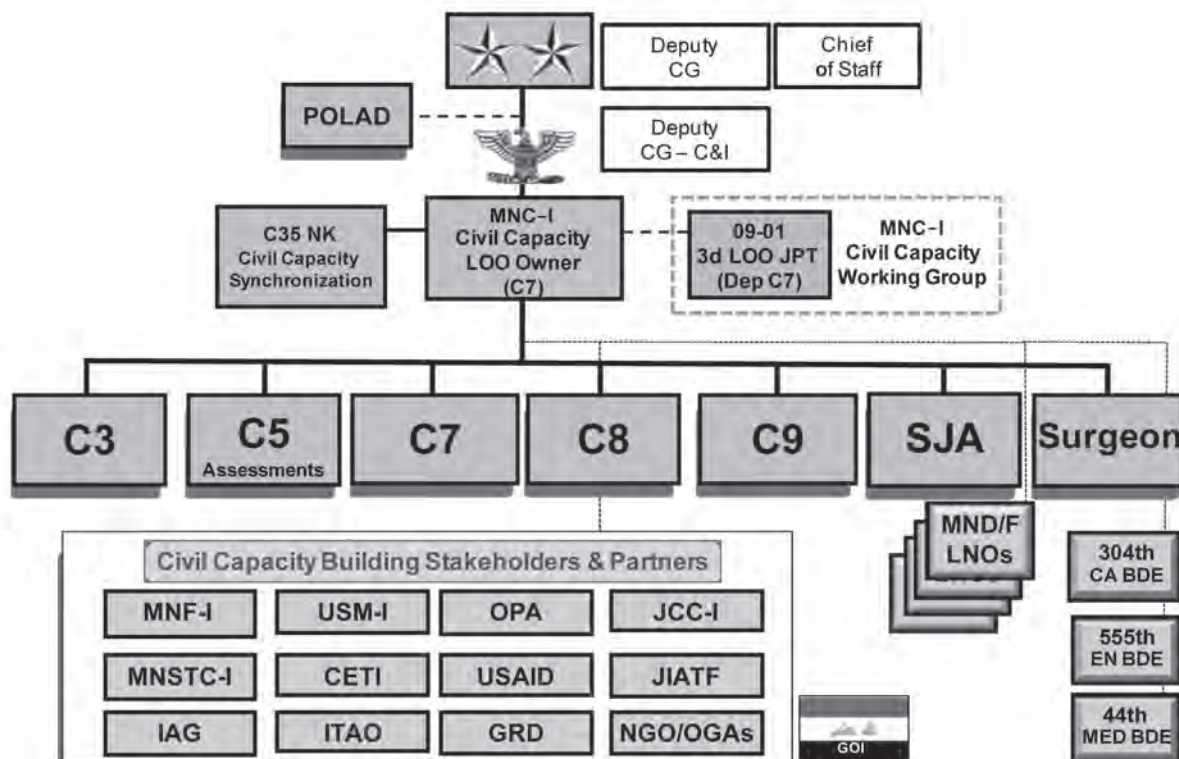 Deputy
CG
Chief
of Staff
POLAD
Deputy
CG – C&I
C35 NK
Civil Capacity
Synchronization
MNC–I
Civil Capacity
LOO Owner
(C7)
09-01
3d LOO JPT
(Dep C7)
MNC–I
Civil Capacity
Working Group
C3
C5
Assessments
C7
C8
C9
SJA
Surgeon
MND/F
LNOs
304th
CA BDE
555th
EN BDE
44th
MED BDE
Civil Capacity Building Stakeholders & Partners
MNF-I
USM-I
OPA
JCC-I
MNSTC-I
CETI
USAID
JIATF
IAG
ITAO
GRD
NGO/OGAs
GOI